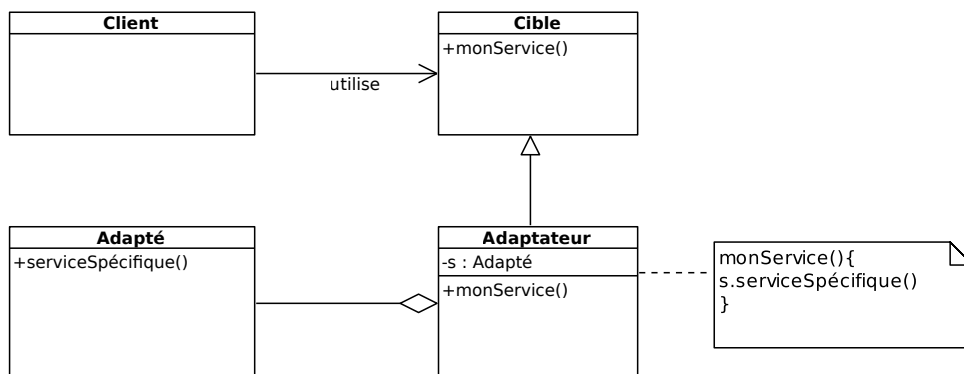 Client
Cible
+monService()
utilise
Adapté
+serviceSpécifique()
Adaptateur
-s : Adapté
+monService()
monService(){
s.serviceSpécifique()
}